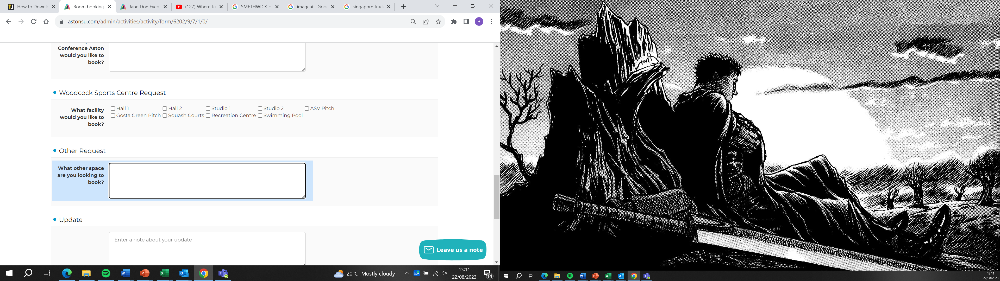 How to Downl
Room booking
Jane Doe Even
(127) Where to
SMETHWICK H
imageai - Goo
singapore trac
astonsu.com/admin/activities/activity/form/6202/9/7/1/0/
R
Conference Aston
would you like to
book?
Woodcock Sports Centre Request
What facility
would you like to
book?
Hall 1 Hall 2 Studio 1 Studio 2 ASV Pitch
Gosta Green Pitch Squash Courts Recreation Centre Swimming Pool
Other Request
What other space
are you looking to
book?
Update
Enter a note about your update
Leave us a note
20°C Mostly cloudy
13:11
22/08/2023
14
13:11
22/08/2023